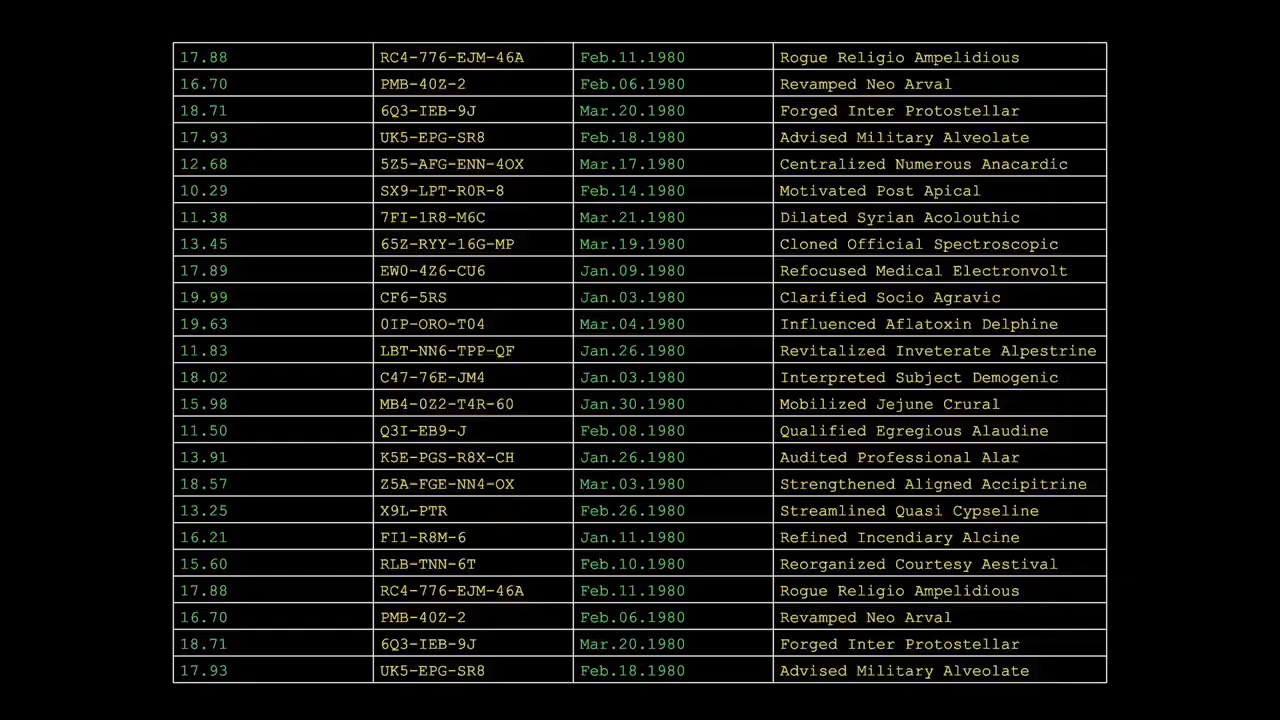 17.88 RC4-776-EJM-46A Feb.11.1980 Rogue Religio Ampelidious
16.70 PMB-40Z-2 Feb.06.1980 Revamped Neo Arval
18.71 6Q3-IEB-9J Mar.20.1980 Forged Inter Protostellar
17.93 UK5-EPG-SR8 Feb.18.1980 Advised Military Alveolate
12.68 5Z5-AFG-ENN-4OX Mar.17.1980 Centralized Numerous Anacardic
10.29 SX9-LPT-R0R-8 Feb.14.1980 Motivated Post Apical
11.38 7FI-1R8-M6C Mar.21.1980 Dilated Syrian Acolouthic
13.45 65Z-RYY-16G-MP Mar.19.1980 Cloned Official Spectroscopic
17.89 EW0-4Z6-CU6 Jan.09.1980 Refocused Medical Electronvolt
19.99 CF6-5RS Jan.03.1980 Clarified Socio Agravic
19.63 0IP-ORO-T04 Mar.04.1980 Influenced Aflatoxin Delphine
11.83 LBT-NN6-TPP-QF Jan.26.1980 Revitalized Inveterate Alpestrine
18.02 C47-76E-JM4 Jan.03.1980 Interpreted Subject Demogenic
15.98 MB4-0Z2-T4R-60 Jan.30.1980 Mobilized Jejune Crural
11.50 Q3I-EB9-J Feb.08.1980 Qualified Egregious Alaudine
13.91 K5E-PGS-R8X-CH Jan.26.1980 Audited Professional Alar
18.57 Z5A-FGE-NN4-OX Mar.03.1980 Strengthened Aligned Accipitrine
13.25 X9L-PTR Feb.26.1980 Streamlined Quasi Cypseline
16.21 FI1-R8M-6 Jan.11.1980 Refined Incendiary Alcine
15.60 RLB-TNN-6T Feb.10.1980 Reorganized Courtesy Aestival
17.88 RC4-776-EJM-46A Feb.11.1980 Rogue Religio Ampelidious
16.70 PMB-40Z-2 Feb.06.1980 Revamped Neo Arval
18.71 6Q3-IEB-9J Mar.20.1980 Forged Inter Protostellar
17.93 UK5-EPG-SR8 Feb.18.1980 Advised Military Alveolate